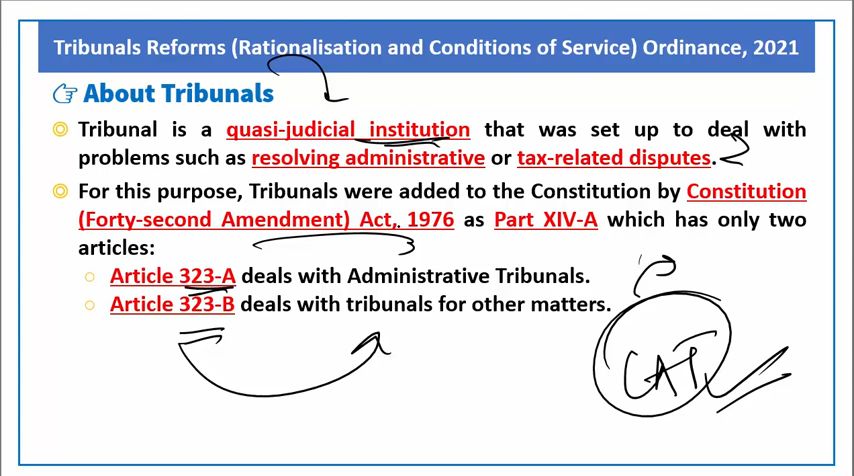 Tribunals Reforms (Rationalisation and Conditions of Service) Ordinance, 2021
About Tribunals
Tribunal is a quasi-judicial institution that was set up to deal with
problems such as resolving administrative or tax-related disputes.
For this purpose, Tribunals were added to the Constitution by Constitution
(Forty-second Amendment) Act, 1976 as Part XIV-A which has only two
articles:
Article 323-A deals with Administrative Tribunals.
Article 323-B deals with tribunals for other matters.
CAT